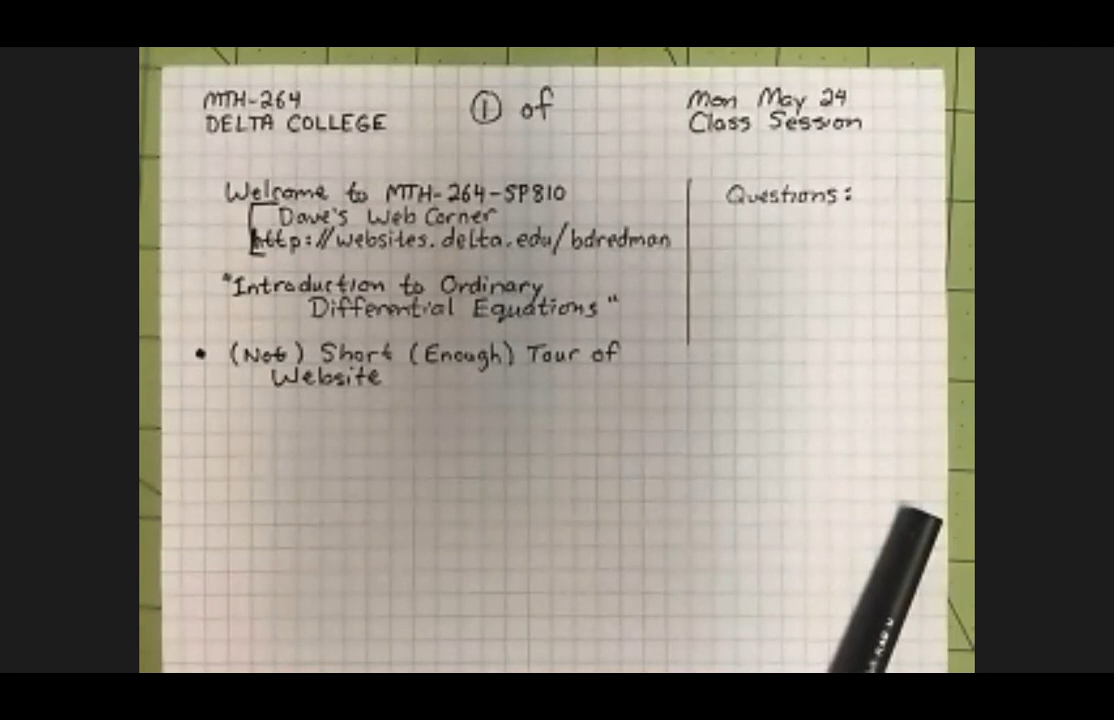 MTH-264
DELTA COLLEGE
① of
Mon May 24
Class Session
Welcome to MTH-264-SP810
Dave's Web Corner
http://websites.delta.edu/bdredman
"Introduction to Ordinary
Differential Equations"
• (Not) Short (Enough) Tour of
Website
Questions: